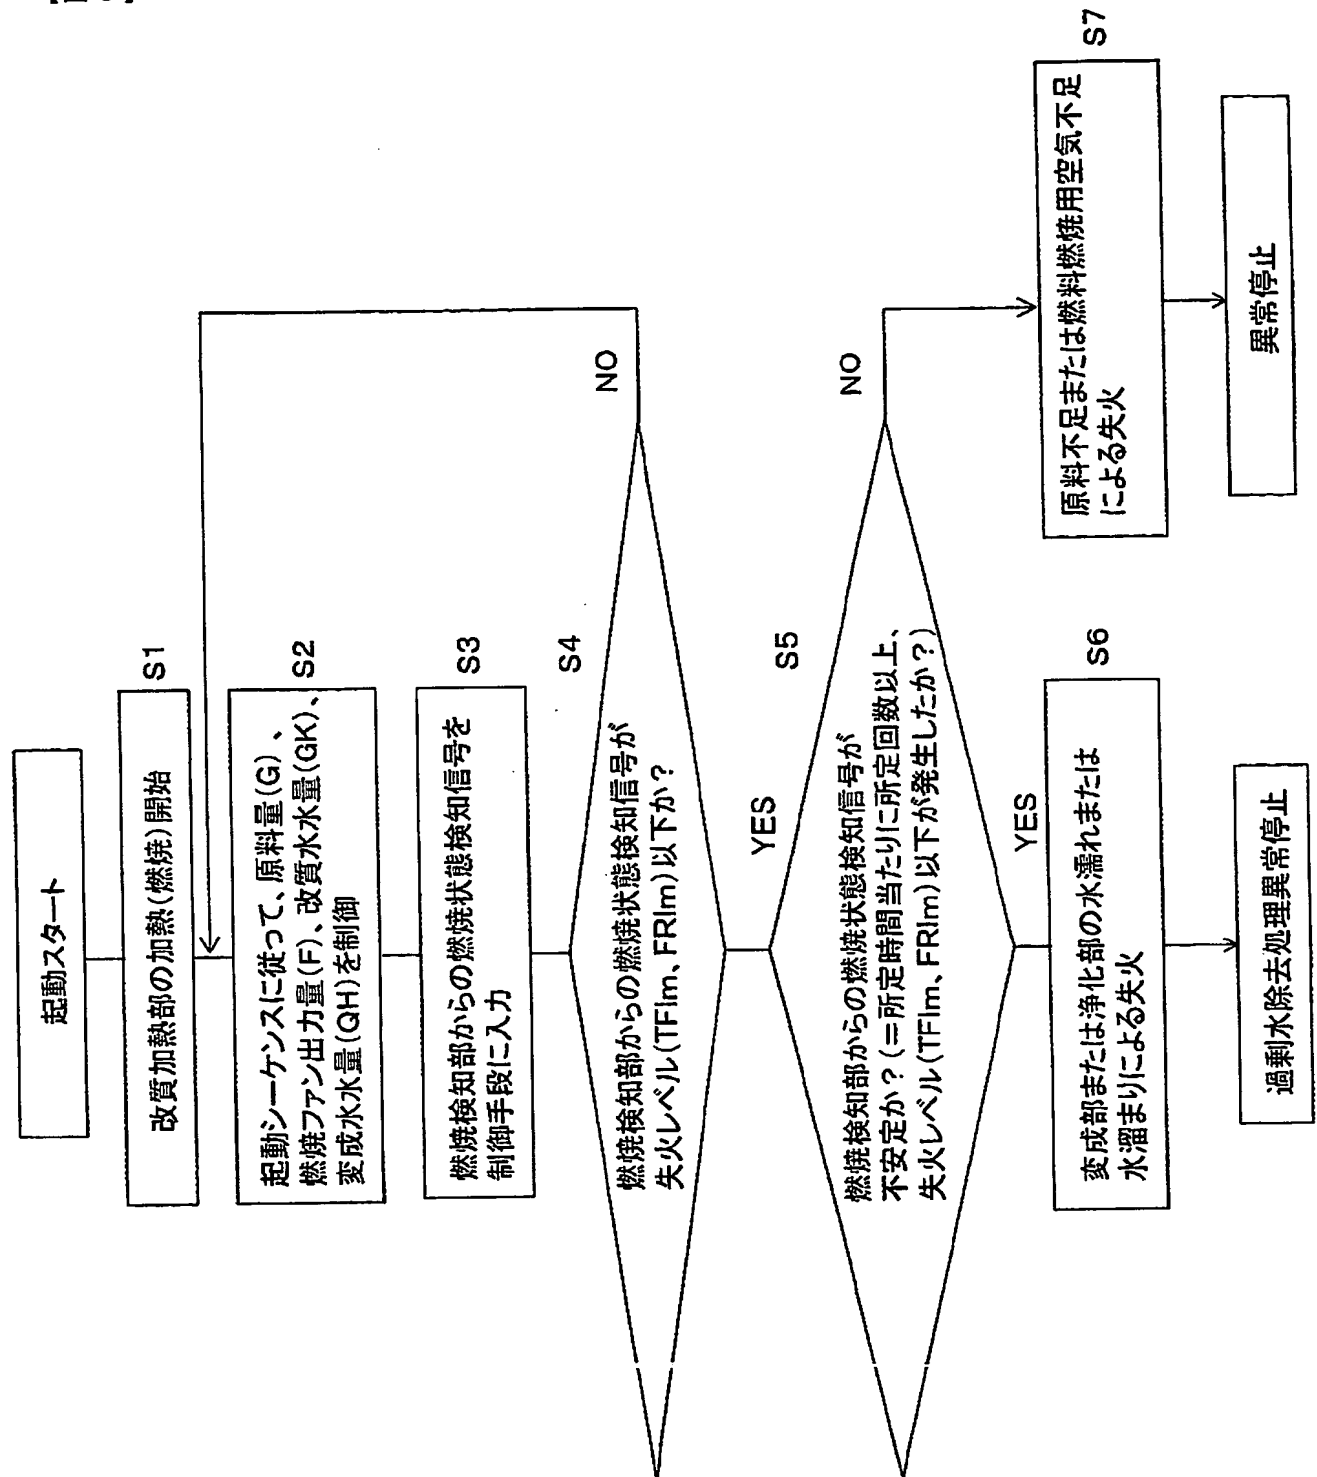 起動スタート
S1
改質加熱部の加熱(燃焼)開始
S2
起動シーケンスに従って、原料量(G)、
燃焼ファン出力量(F)、改質水水量(GK)、
変成水水量(QH)を制御
S3
燃焼検知部からの燃焼状態検知信号を
制御手段に入力
S4
燃焼検知部からの燃焼状態検知信号が
失火レベル(TFlm、FRlm)以下か？
NO
YES
S5
燃焼検知部からの燃焼状態検知信号が
不安定か？(=所定時間当たりに所定回数以上、
失火レベル(TFlm、FRlm)以下が発生したか？)
NO
YES
S6
変成部または浄化部の水濡れまたは
水溜まりによる失火
過剰水除去処理異常停止
S7
原料不足または燃料燃焼用空気不足
による失火
異常停止